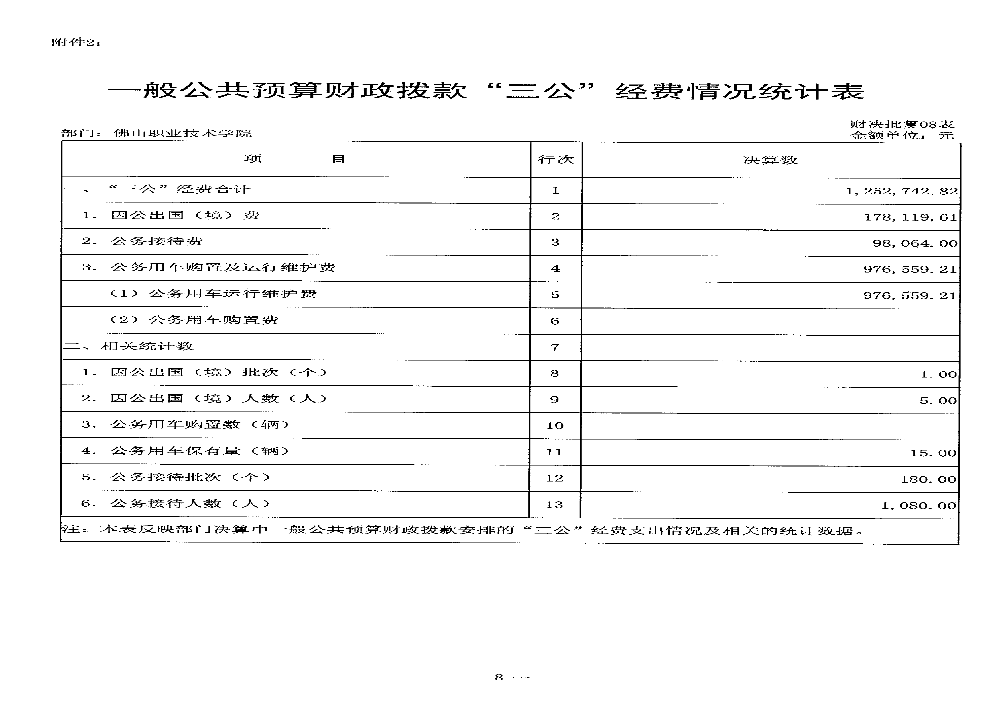 附件2：
一般公共预算财政拨款“三公”经费情况统计表
财决批复08表
部门： 佛山职业技术学院
金额单位： 元
项 目 行次 决算数
一、“三公”经费合计 1 1,252,742.82
1. 因公出国（境）费 2 178,119.61
2. 公务接待费 3 98,064.00
3. 公务用车购置及运行维护费 4 976,559.21
（1）公务用车运行维护费 5 976,559.21
（2）公务用车购置费 6
二、相关统计数 7
1. 因公出国（境）批次（个） 8 1.00
2. 因公出国（境）人数（人） 9 5.00
3. 公务用车购置数（辆） 10
4. 公务用车保有量（辆） 11 15.00
5. 公务接待批次（个） 12 180.00
6. 公务接待人数（人） 13 1,080.00
注： 本表反映部门决算中一般公共预算财政拨款安排的“三公”经费支出情况及相关的统计数据。
— 8 —